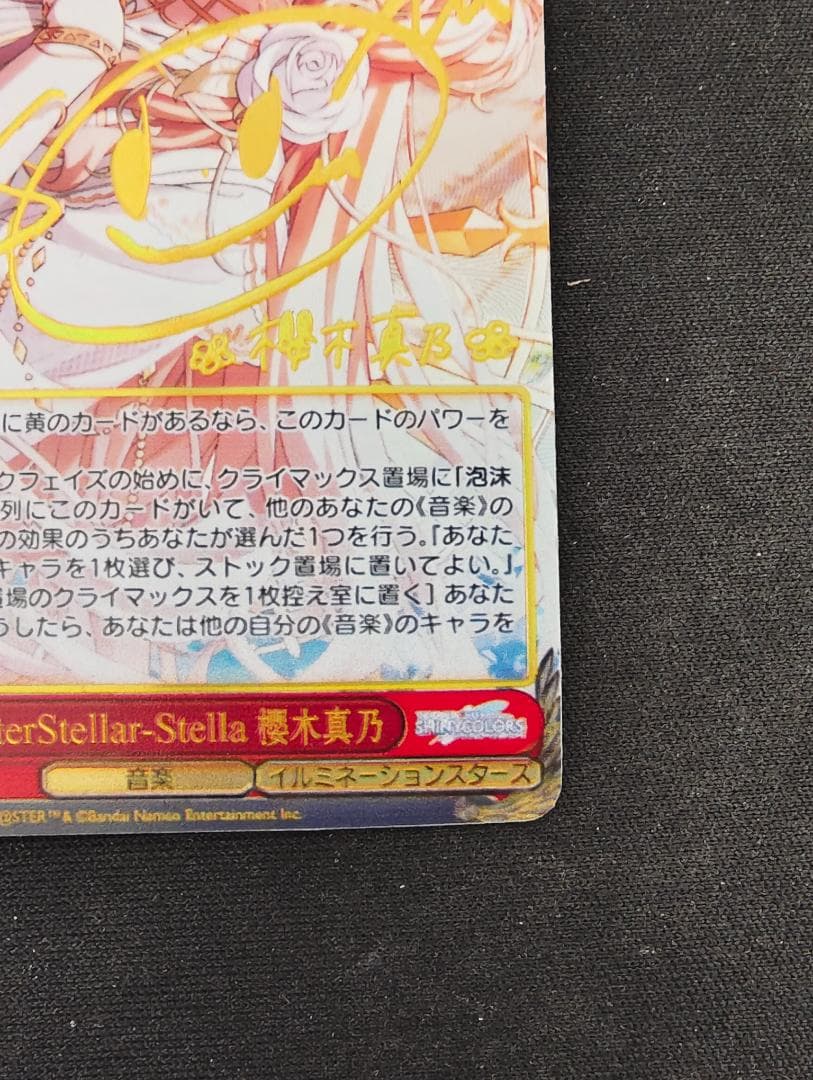 櫻木真乃
に黄のカードがあるなら、このカードのパワーを
クフェイズの始めに、クライマックス置場に「泡沫
列にこのカードがいて、他のあなたの《音楽》の
の効果のうちあなたが選んだ1つを行う。『あなた
キャラを1枚選び、ストック置場に置いてよい。』
置場のクライマックスを1枚控え室に置く］あなた
うしたら、あなたは他の自分の《音楽》のキャラを
terStellar-Stella 櫻木真乃
SHINYCOLORS
音楽 イルミネーションスターズ
@STER™& ©Bandai Namco Entertainment Inc.